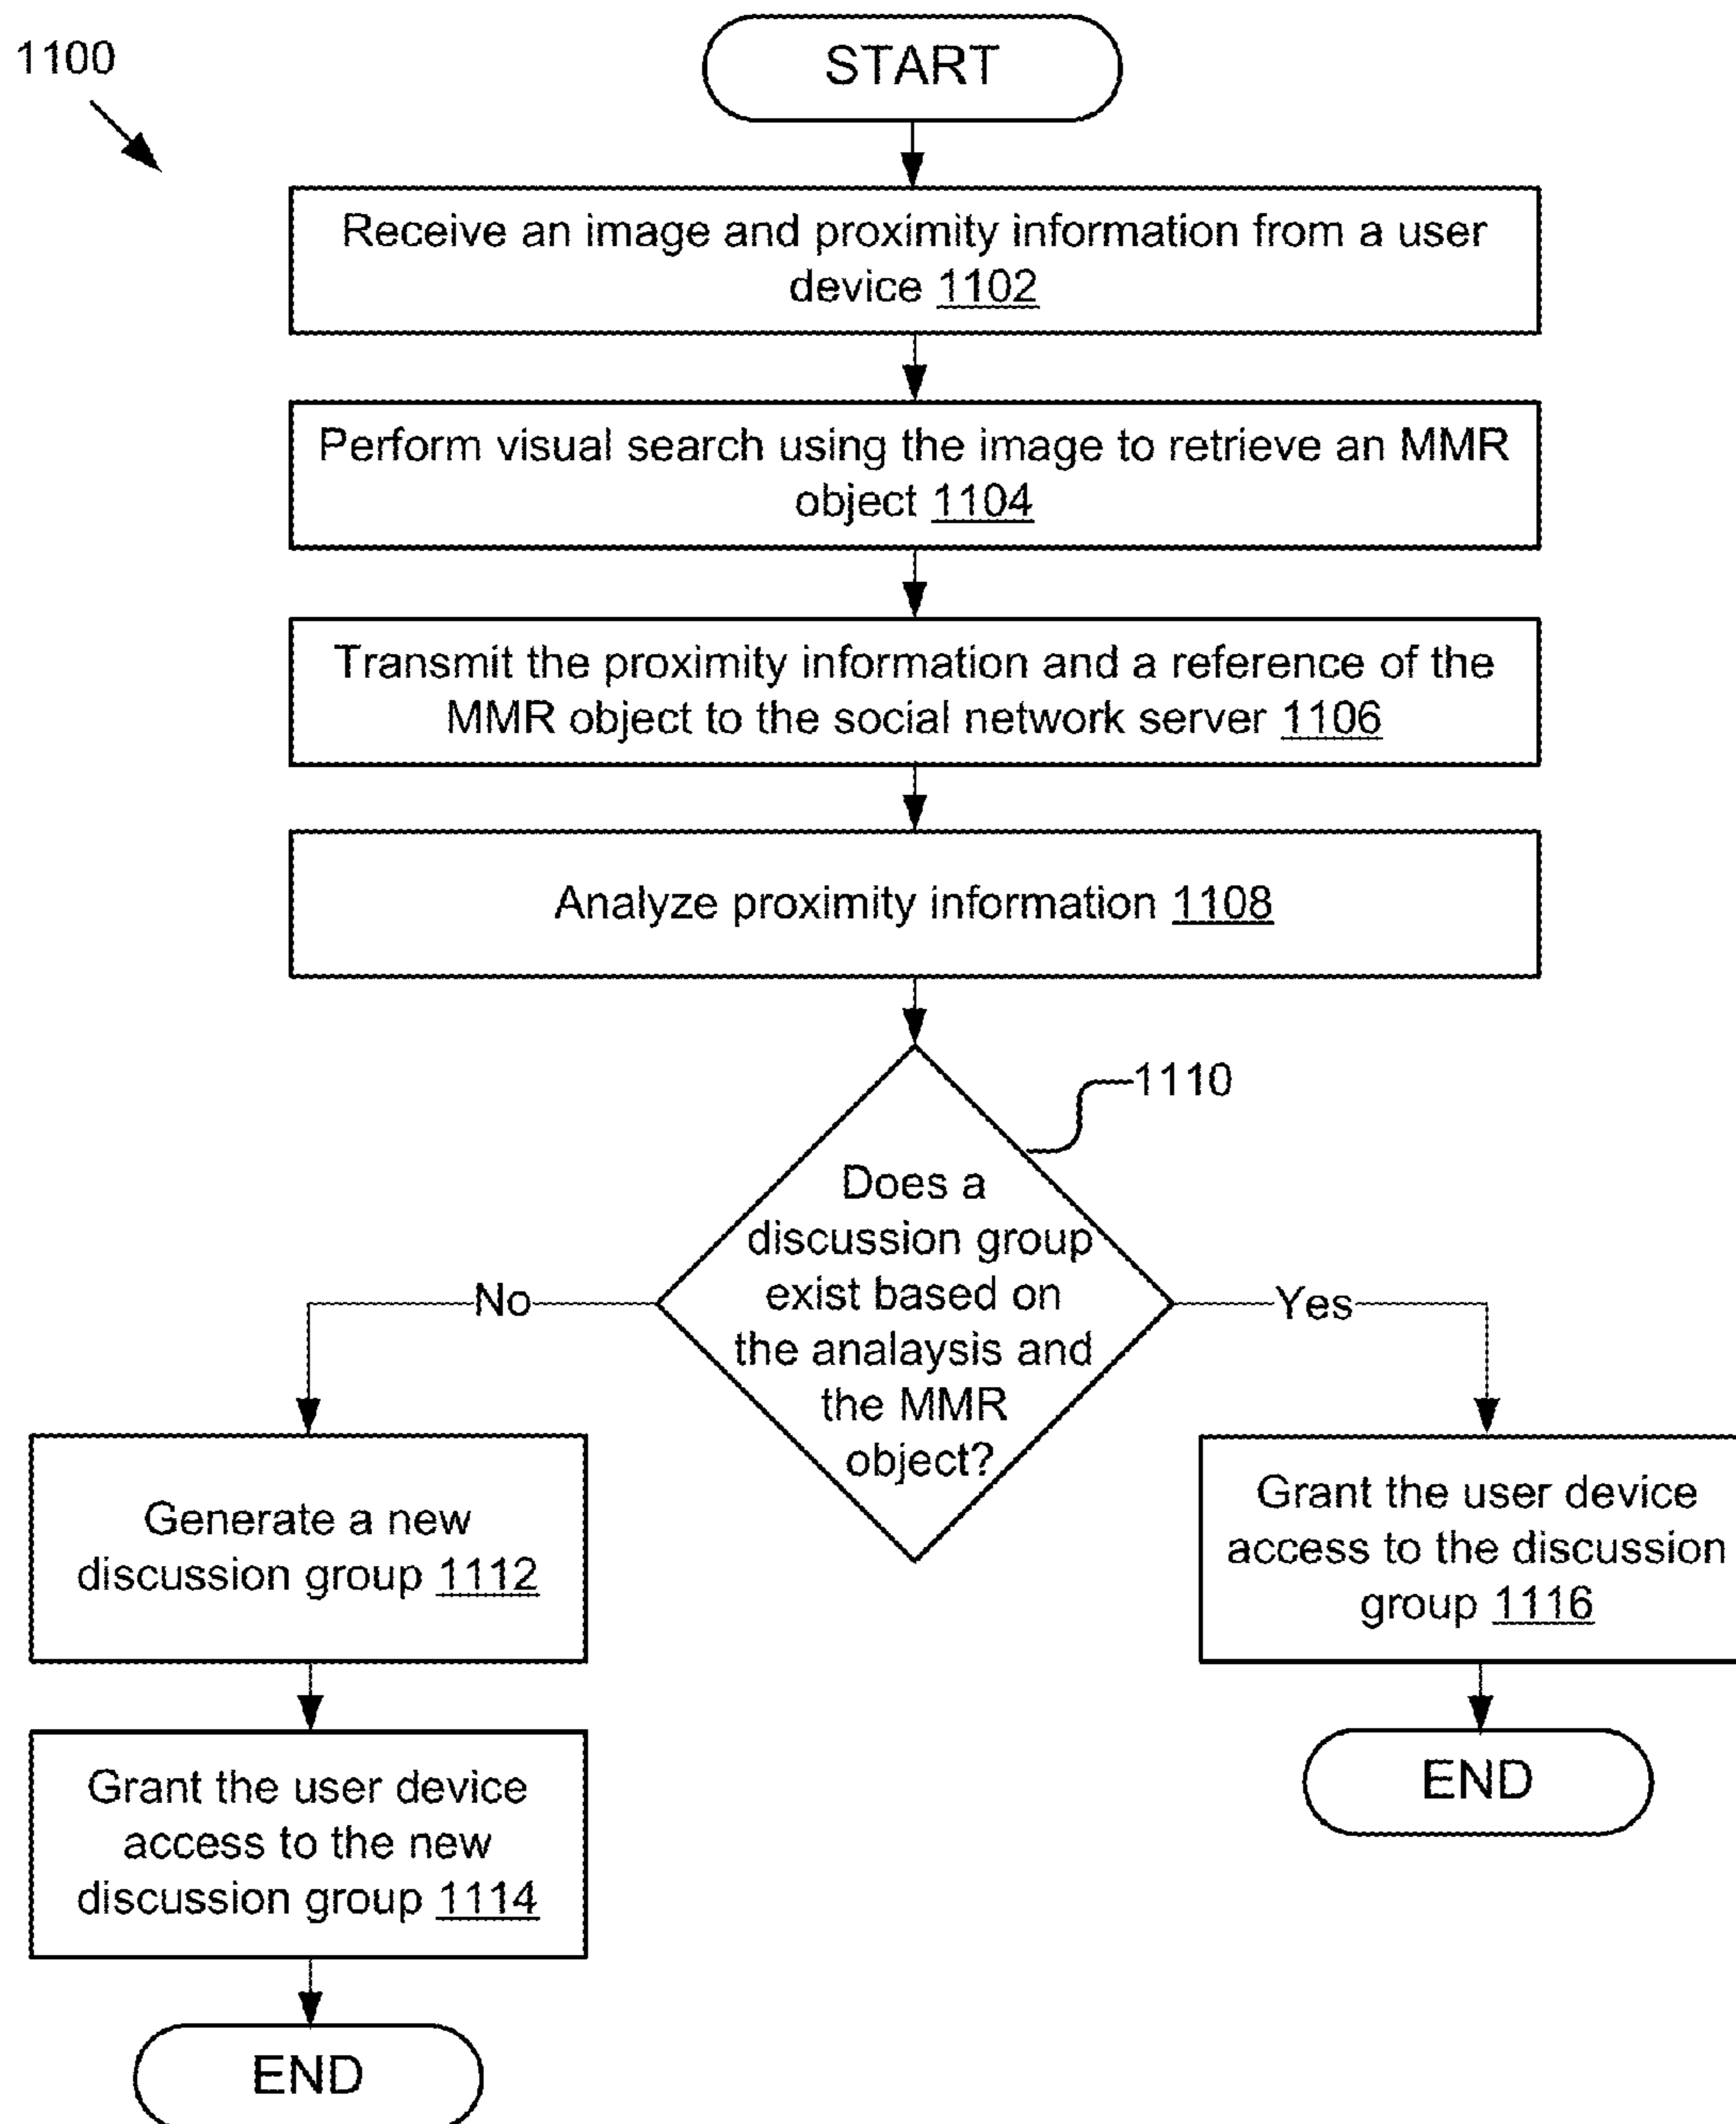 1100
START
Receive an image and proximity information from a user
device 1102
Perform visual search using the image to retrieve an MMR
object 1104
Transmit the proximity information and a reference of the
MMR object to the social network server 1106
Analyze proximity information 1108
1110
Does a
discussion group
exist based on
the analaysis and
the MMR
object?
No
Yes
Generate a new
discussion group 1112
Grant the user device
access to the new
discussion group 1114
END
Grant the user device
access to the discussion
group 1116
END